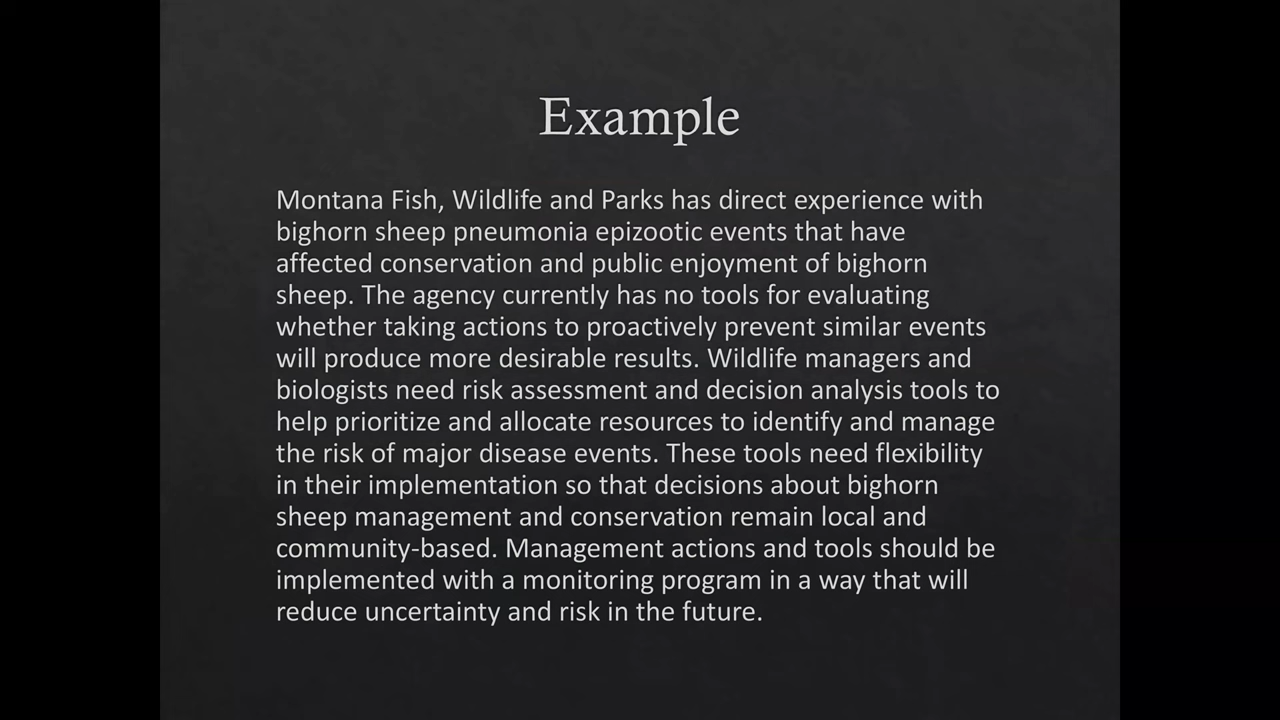 Example
Montana Fish, Wildlife and Parks has direct experience with
bighorn sheep pneumonia epizootic events that have
affected conservation and public enjoyment of bighorn
sheep. The agency currently has no tools for evaluating
whether taking actions to proactively prevent similar events
will produce more desirable results. Wildlife managers and
biologists need risk assessment and decision analysis tools to
help prioritize and allocate resources to identify and manage
the risk of major disease events. These tools need flexibility
in their implementation so that decisions about bighorn
sheep management and conservation remain local and
community-based. Management actions and tools should be
implemented with a monitoring program in a way that will
reduce uncertainty and risk in the future.